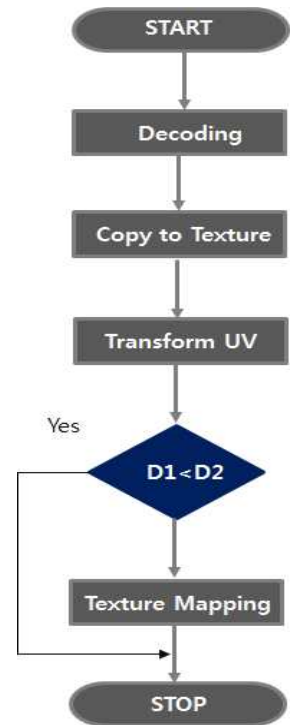 START
Decoding
Copy to Texture
Transform UV
Yes
D1<D2
Texture Mapping
STOP